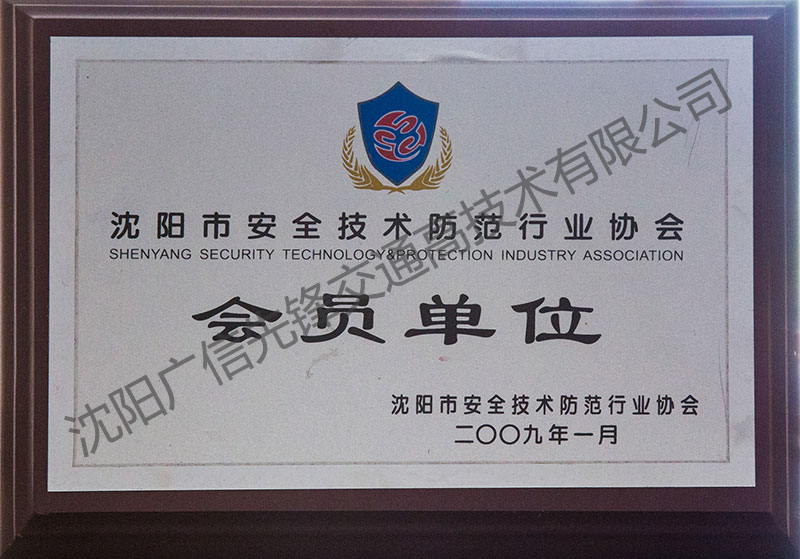 沈阳市安全技术防范行业协会
SHENYANG SECURITY TECHNOLOGY&PROTECTION INDUSTRY ASSOCIATION
会员单位
沈阳市安全技术防范行业协会
二〇〇九年一月
沈阳广信先锋交通高技术有限公司